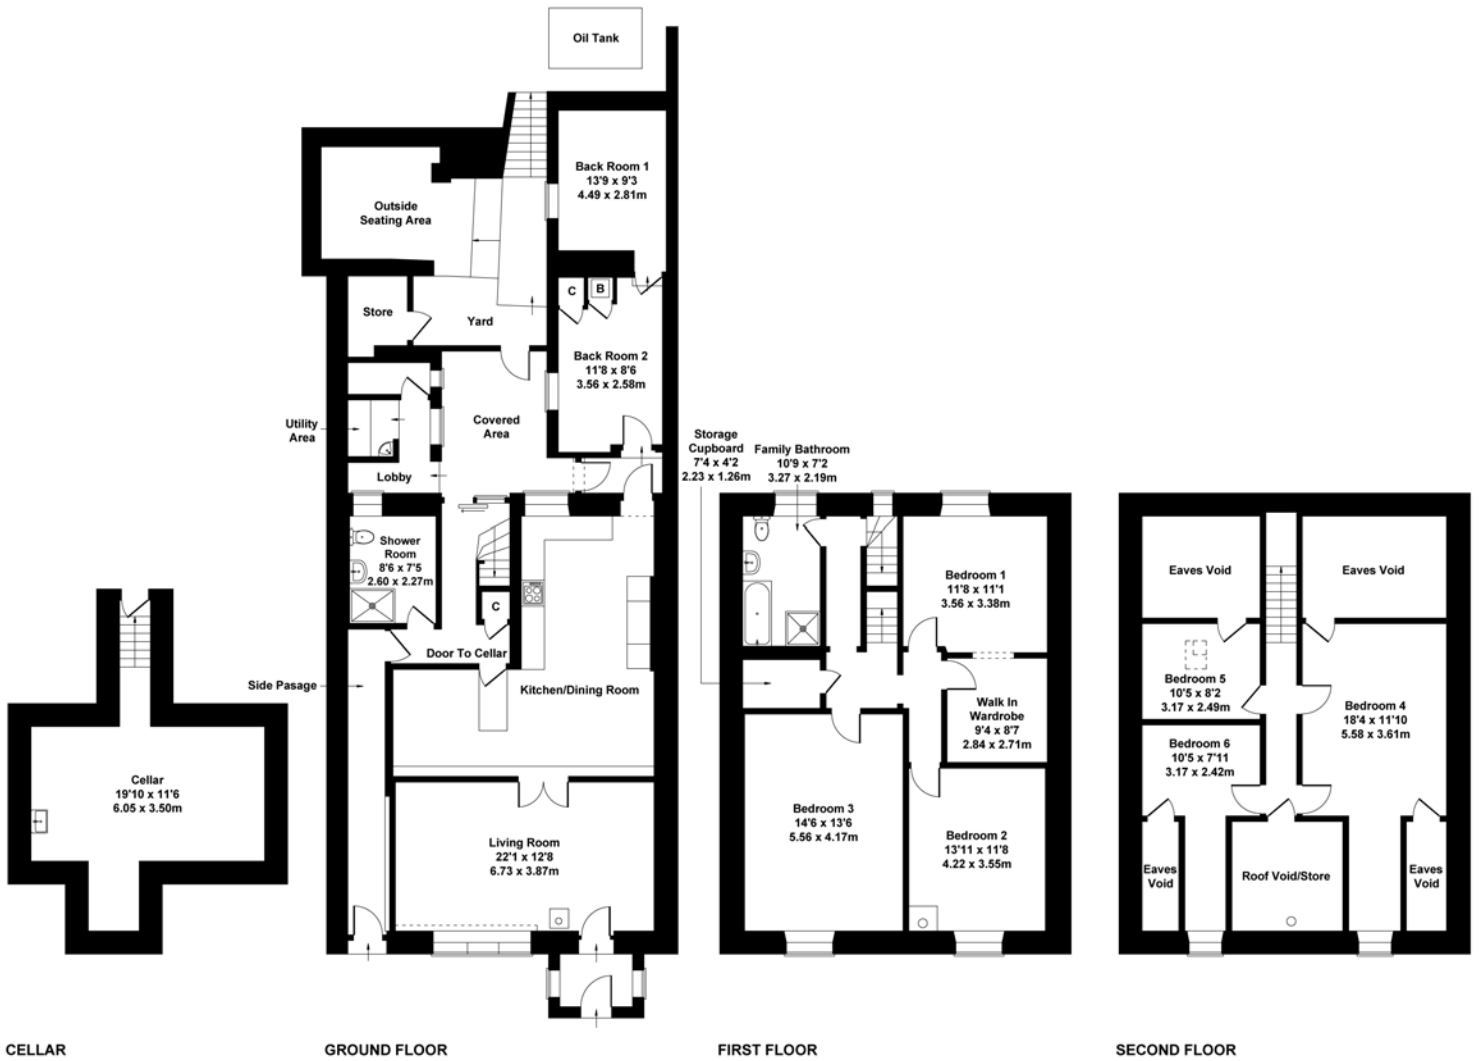 Oil Tank
Back Room 1
13'9 x 9'3
4.49 x 2.81m
Outside
Seating Area
Store
Yard
C
B
Back Room 2
11'8 x 8'6
3.56 x 2.58m
Utility
Area
Covered
Area
Lobby
Shower
Room
8'6 x 7'5
2.60 x 2.27m
C
Door To Cellar
Side Pasage
Kitchen/Dining Room
Living Room
22'1 x 12'8
6.73 x 3.87m
Cellar
19'10 x 11'6
6.05 x 3.50m
Storage
Cupboard
7'4 x 4'2
2.23 x 1.26m
Family Bathroom
10'9 x 7'2
3.27 x 2.19m
Bedroom 1
11'8 x 11'1
3.56 x 3.38m
Walk In
Wardrobe
9'4 x 8'7
2.84 x 2.71m
Bedroom 3
14'6 x 13'6
5.56 x 4.17m
Bedroom 2
13'11 x 11'8
4.22 x 3.55m
Eaves Void
Eaves Void
Bedroom 5
10'5 x 8'2
3.17 x 2.49m
Bedroom 4
18'4 x 11'10
5.58 x 3.61m
Bedroom 6
10'5 x 7'11
3.17 x 2.42m
Eaves
Void
Roof Void/Store
Eaves
Void
CELLAR
GROUND FLOOR
FIRST FLOOR
SECOND FLOOR